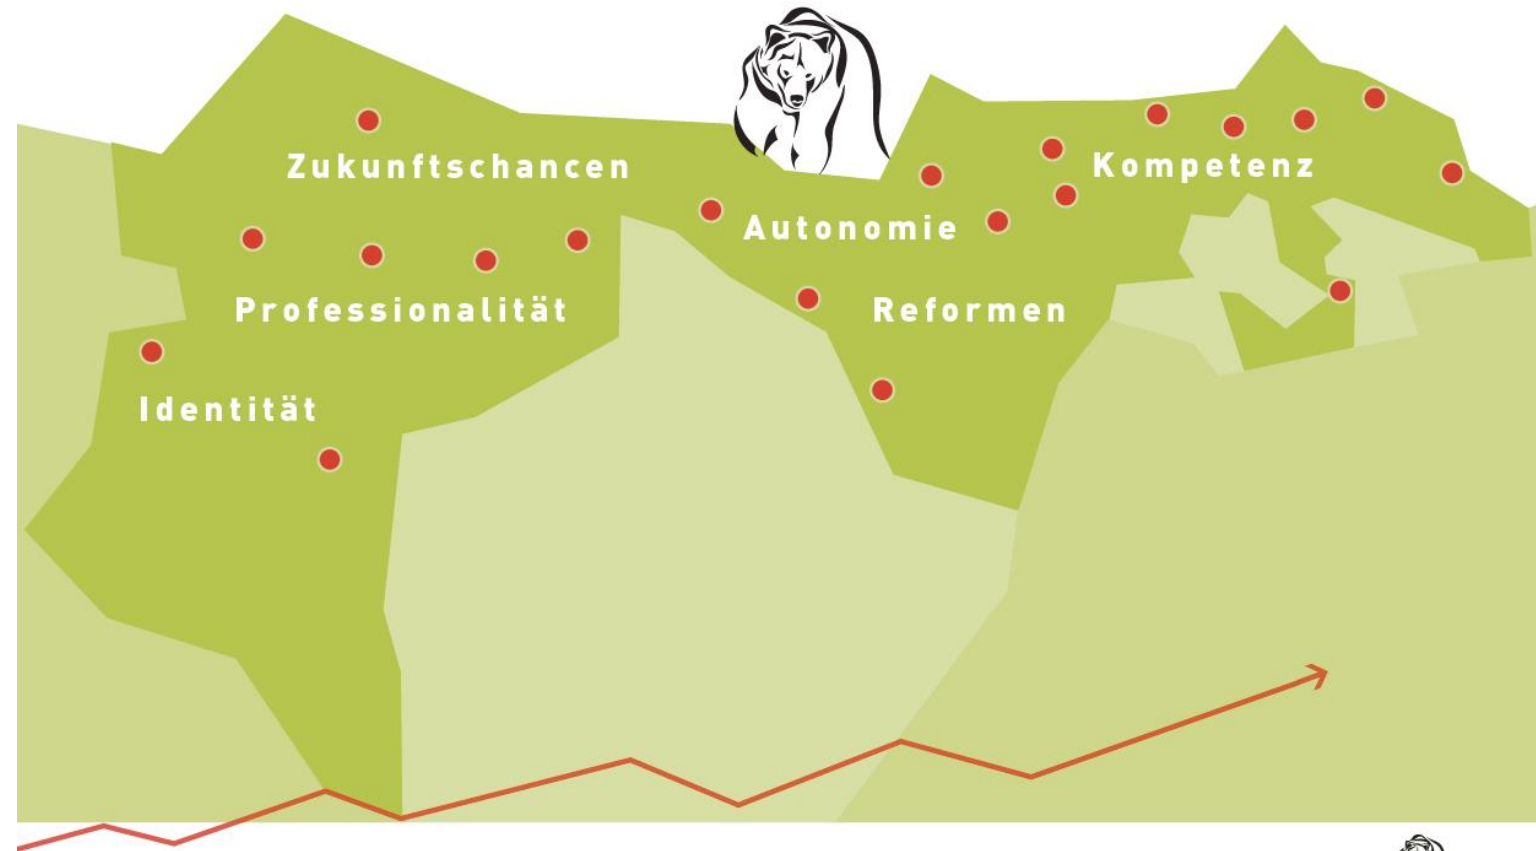 Zukunftschancen
Kompetenz
Autonomie
Professionalität
Reformen
Identität